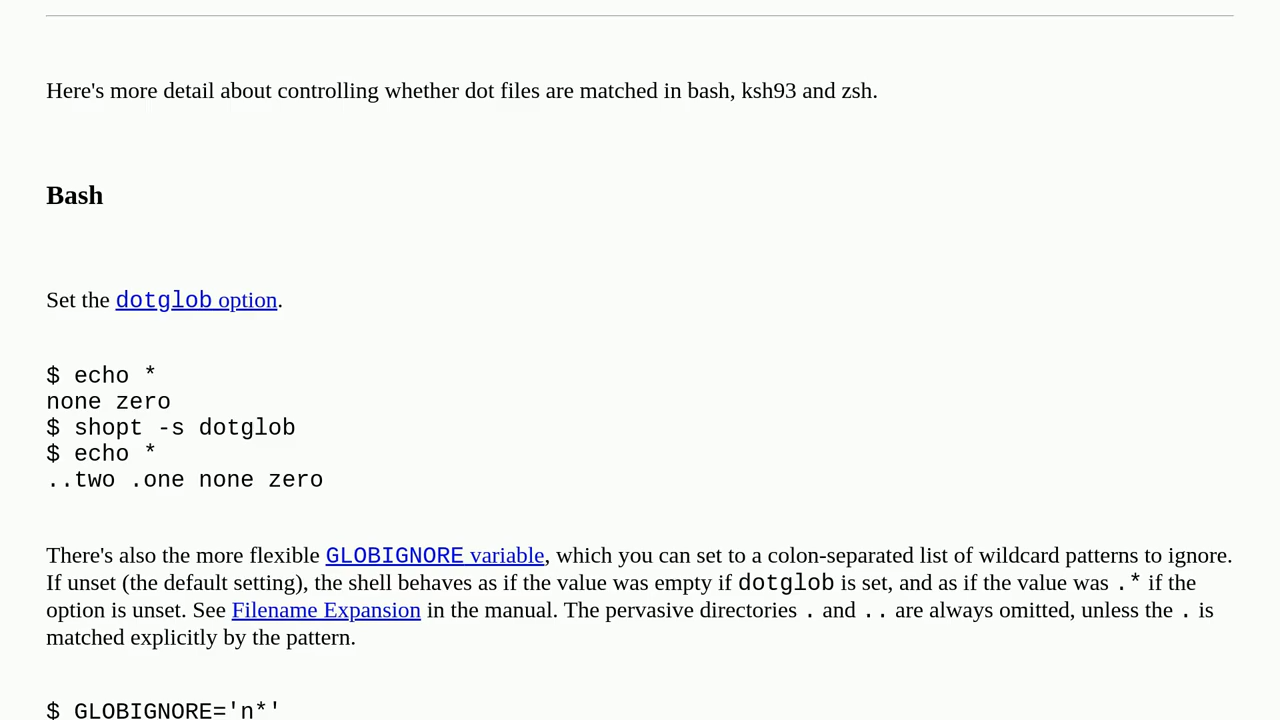 Here's more detail about controlling whether dot files are matched in bash, ksh93 and zsh.
Bash
Set the dotglob option.
$ echo *
none zero
$ shopt -s dotglob
$ echo *
..two .one none zero
There's also the more flexible GLOBIGNORE variable, which you can set to a colon-separated list of wildcard patterns to ignore.
If unset (the default setting), the shell behaves as if the value was empty if dotglob is set, and as if the value was .* if the
option is unset. See Filename Expansion in the manual. The pervasive directories . and .. are always omitted, unless the . is
matched explicitly by the pattern.
$ GLOBIGNORE='n*'